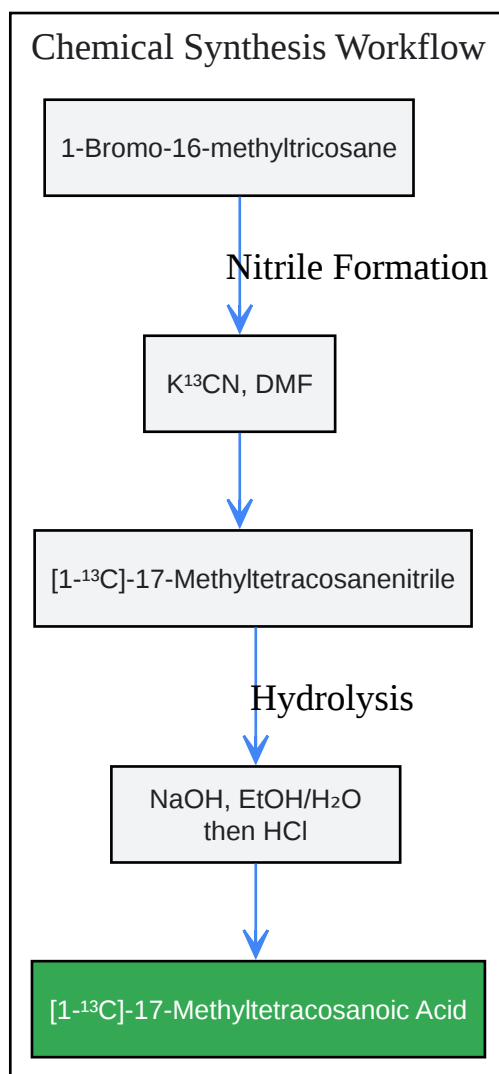 Chemical Synthesis Workflow
1-Bromo-16-methyltricosane
Nitrile Formation
K¹³CN, DMF
[1-¹³C]-17-Methyltetracosanenitrile
Hydrolysis
NaOH, EtOH/H₂O
then HCl
[1-¹³C]-17-Methyltetracosanoic Acid